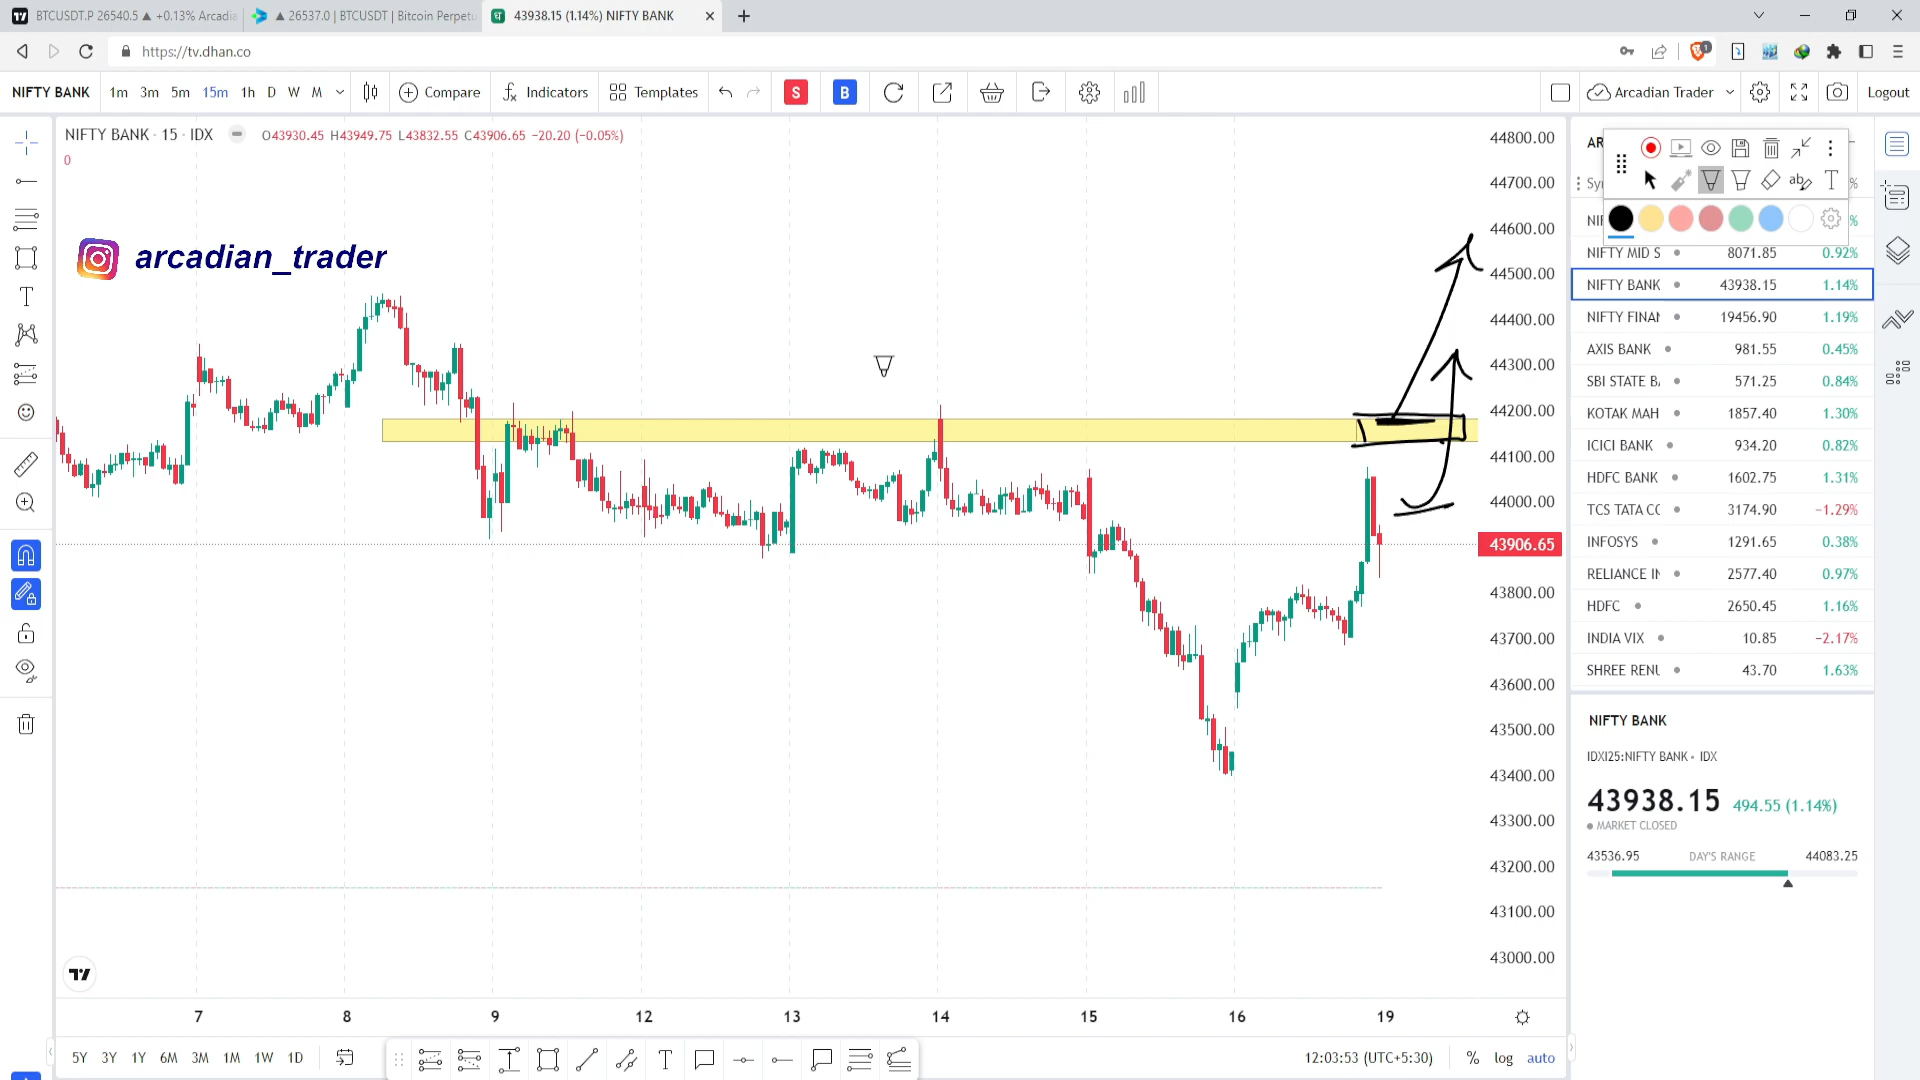 BTCUSDT.P 26540.5 ▲ +0.13% Arcadia
▲ 26537.0 | BTCUSDT | Bitcoin Perpetu
43938.15 (1.14%) NIFTY BANK
https://tv.dhan.co
NIFTY BANK 1m 3m 5m 15m 1h D W M Compare Indicators Templates S B Arcadian Trader Logout
NIFTY BANK · 15 · IDX O43930.45 H43949.75 L43832.55 C43906.65 −20.20 (−0.05%)
0
arcadian_trader
44800.00
44700.00
44600.00
44500.00
44400.00
44300.00
44200.00
44100.00
44000.00
43906.65
43800.00
43700.00
43600.00
43500.00
43400.00
43300.00
43200.00
43100.00
43000.00
7 8 9 12 13 14 15 16 19
5Y 3Y 1Y 6M 3M 1M 1W 1D
12:03:53 (UTC+5:30) % log auto
NIFTY MID S 8071.85 0.92%
NIFTY BANK 43938.15 1.14%
NIFTY FINA 19456.90 1.19%
AXIS BANK 981.55 0.45%
SBI STATE B 571.25 0.84%
KOTAK MAH 1857.40 1.30%
ICICI BANK 934.20 0.82%
HDFC BANK 1602.75 1.31%
TCS TATA CC 3174.90 −1.29%
INFOSYS 1291.65 0.38%
RELIANCE IN 2577.40 0.97%
HDFC 2650.45 1.16%
INDIA VIX 10.85 −2.17%
SHREE RENU 43.70 1.63%
NIFTY BANK
IDXI25:NIFTY BANK • IDX
43938.15 494.55 (1.14%)
MARKET CLOSED
43536.95 DAY'S RANGE 44083.25